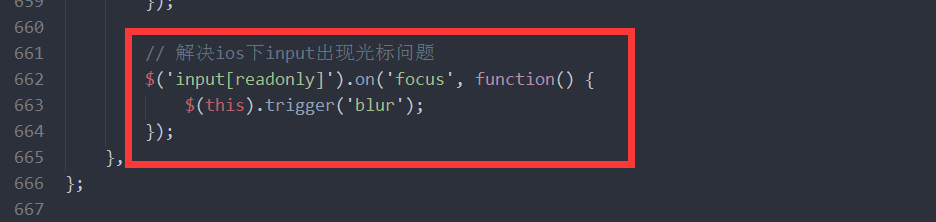 659 });
660
661 // 解决ios下input出现光标问题
662 $('input[readonly]').on('focus', function() {
663 $(this).trigger('blur');
664 });
665 },
666 };
667